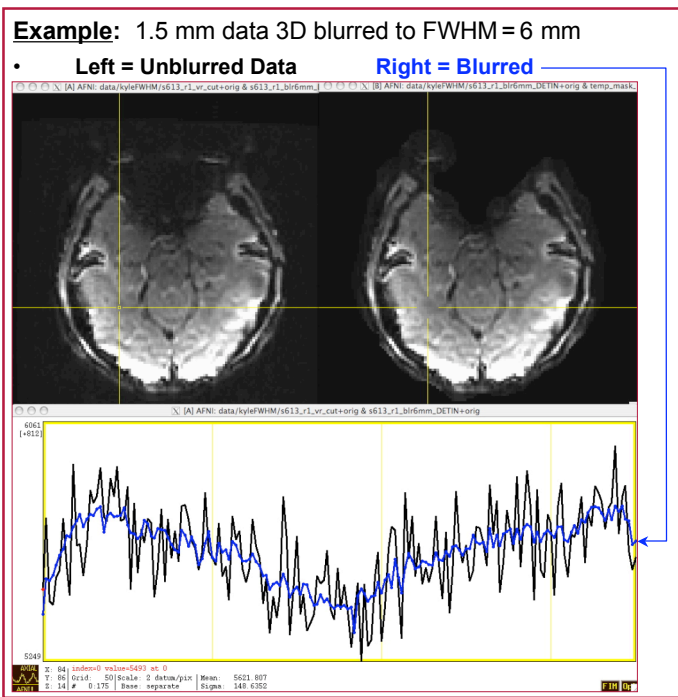 Example: 1.5 mm data 3D blurred to FWHM = 6 mm
• Left = Unblurred Data Right = Blurred
X [A] AFNI: data/kyleFWHM/s613_r1_vr_cut+orig & s613_r1_blr6mm_
X [B] AFNI: data/kyleFWHM/s613_r1_blr6mm_DETIN+orig & temp_mask_
X [A] AFNI: data/kyleFWHM/s613_r1_vr_cut+orig & s613_r1_blr6mm_DETIN+orig
6061
[+812]
5249
AXIAL X: 84 index=0 value=5493 at 0
Y: 86 Grid: 50 Scale: 2 datum/pix Mean: 5621.807
AFNI Z: 14 # 0:175 Base: separate Sigma: 148.6352
FIM Op